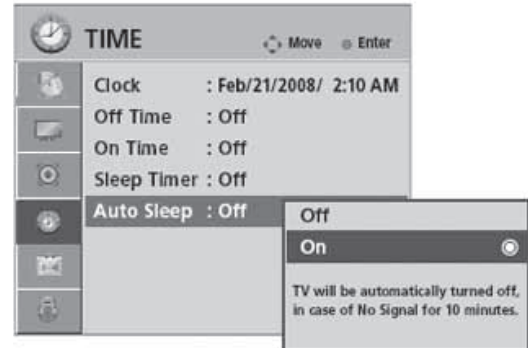 TIME Move Enter
Clock : Feb/21/2008/ 2:10 AM
Off Time : Off
On Time : Off
Sleep Timer : Off
Auto Sleep : Off
Off
On
TV will be automatically turned off,
in case of No Signal for 10 minutes.